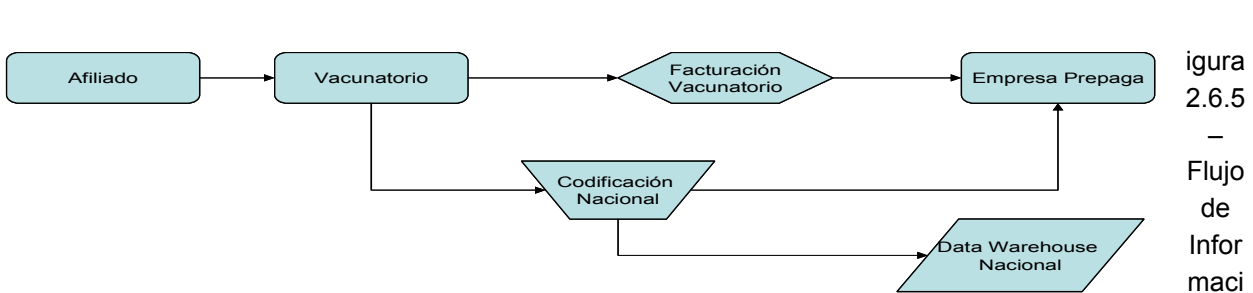 Afiliado
Vacunatorio
Facturación
Vacunatorio
Empresa Prepaga
Codificación
Nacional
Data Warehouse
Nacional
igura
2.6.5
–
Flujo
de
Infor
maci